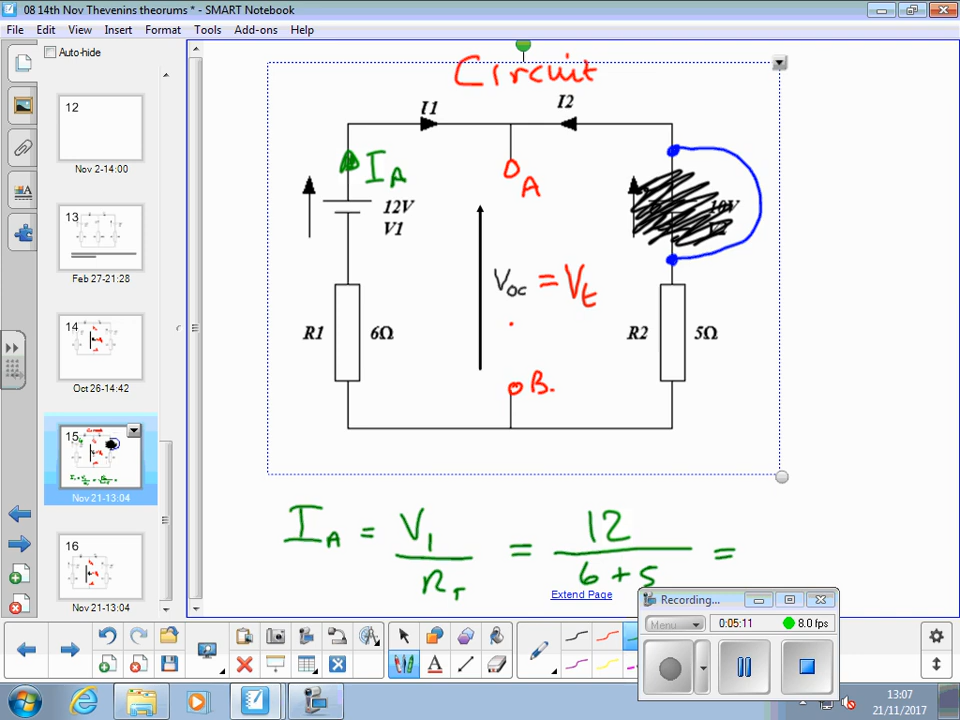 08 14th Nov Thevenins theorums * - SMART Notebook
File Edit View Insert Format Tools Add-ons Help
Auto-hide
12
Nov 2-14:00
13
Feb 27-21:28
14
Oct 26-14:42
15
Nov 21-13:04
16
Nov 21-13:04
Circuit
I1 I2
IA
A
12V
V1
Voc = Vt
R1 6Ω
R2 5Ω
B.
IA = V1 / RT = 12 / 6 + 5 =
Extend Page
Recording...
Menu 0:05:11 8.0 fps
13:07
21/11/2017